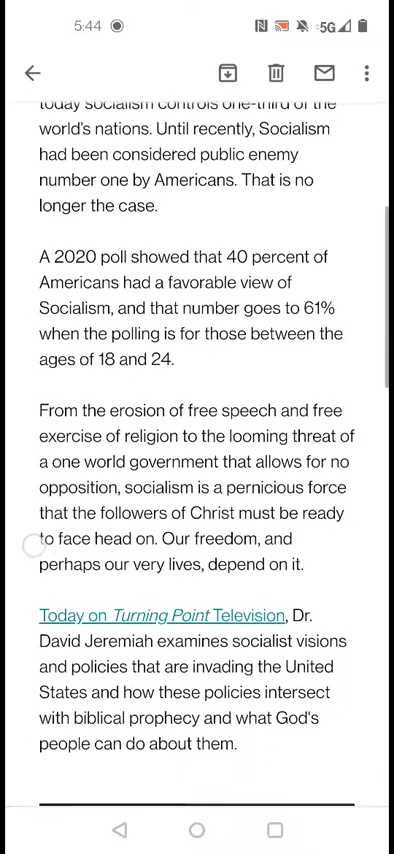 5:44
5G
today socialism controls one-third of the
world's nations. Until recently, Socialism
had been considered public enemy
number one by Americans. That is no
longer the case.
A 2020 poll showed that 40 percent of
Americans had a favorable view of
Socialism, and that number goes to 61%
when the polling is for those between the
ages of 18 and 24.
From the erosion of free speech and free
exercise of religion to the looming threat of
a one world government that allows for no
opposition, socialism is a pernicious force
that the followers of Christ must be ready
to face head on. Our freedom, and
perhaps our very lives, depend on it.
Today on Turning Point Television, Dr.
David Jeremiah examines socialist visions
and policies that are invading the United
States and how these policies intersect
with biblical prophecy and what God's
people can do about them.